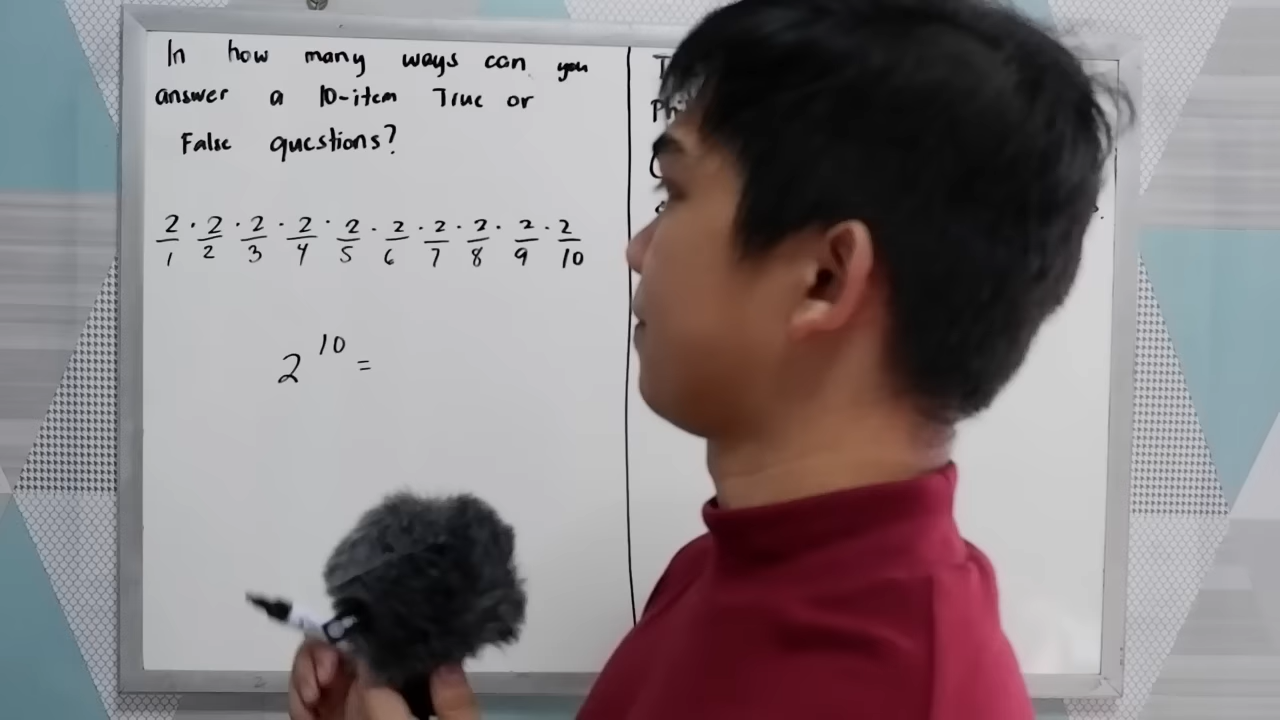 In how many ways can you
answer a 10-item True or
False questions?
2 · 2 · 2 · 2 · 2 · 2 · 2 · 2 · 2 · 2
1 2 3 4 5 6 7 8 9 10
2^10 =